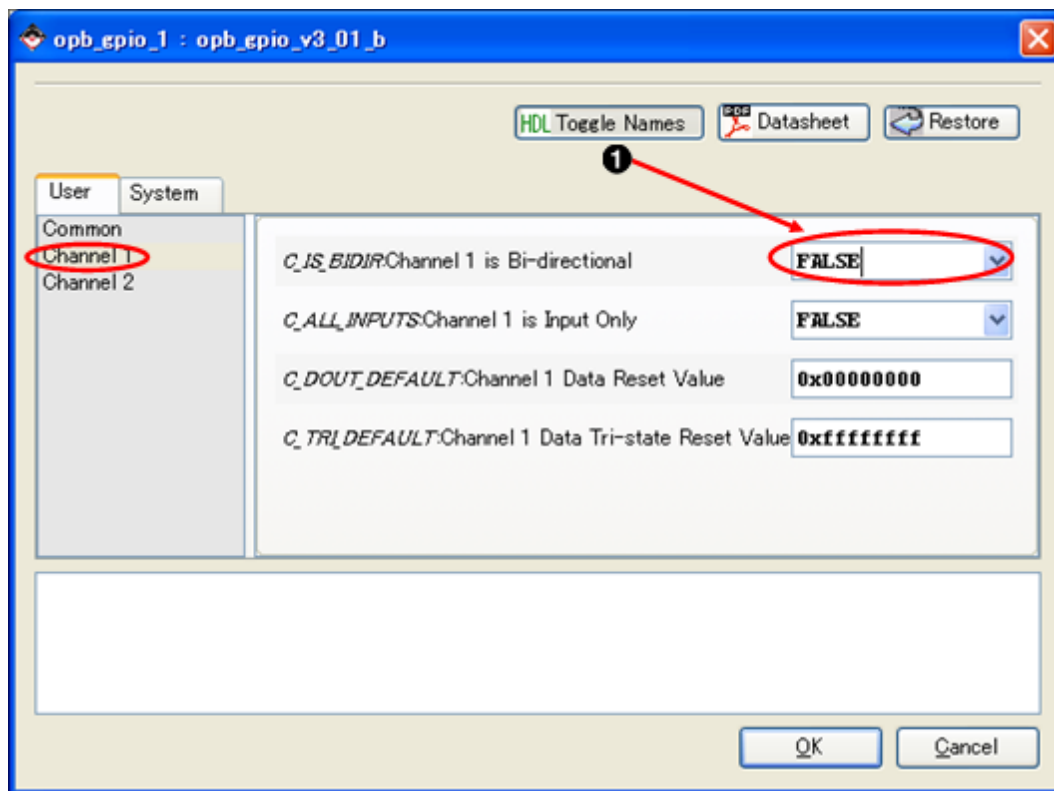 opb_gpio_1 : opb_gpio_v3_01_b
HDL Toggle Names
PDF Datasheet
Restore
1
User
System
Common
Channel 1
Channel 2
C_IS_BIDIR:Channel 1 is Bi-directional
FALSE
C_ALL_INPUTS:Channel 1 is Input Only
FALSE
C_DOUT_DEFAULT:Channel 1 Data Reset Value
0x00000000
C_TRI_DEFAULT:Channel 1 Data Tri-state Reset Value
0xffffffff
OK
Cancel